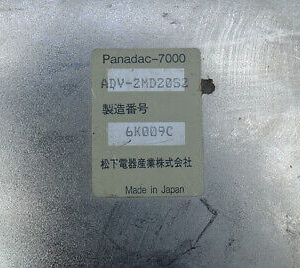 Panadac-7000
ADV-ZMD20S2
製造番号
6K009C
松下電器産業株式会社
Made in Japan